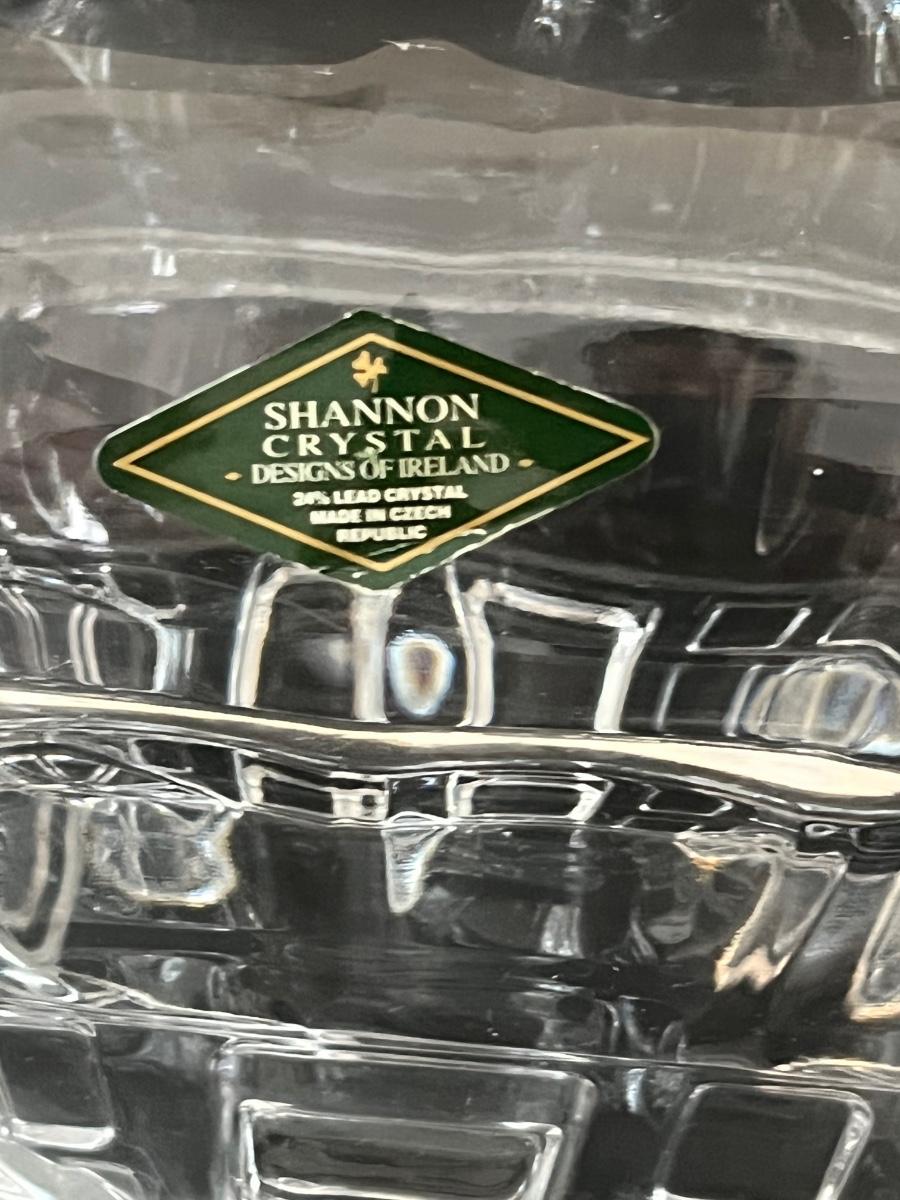 SHANNON
CRYSTAL
DESIGNS OF IRELAND
24% LEAD CRYSTAL
MADE IN CZECH
REPUBLIC